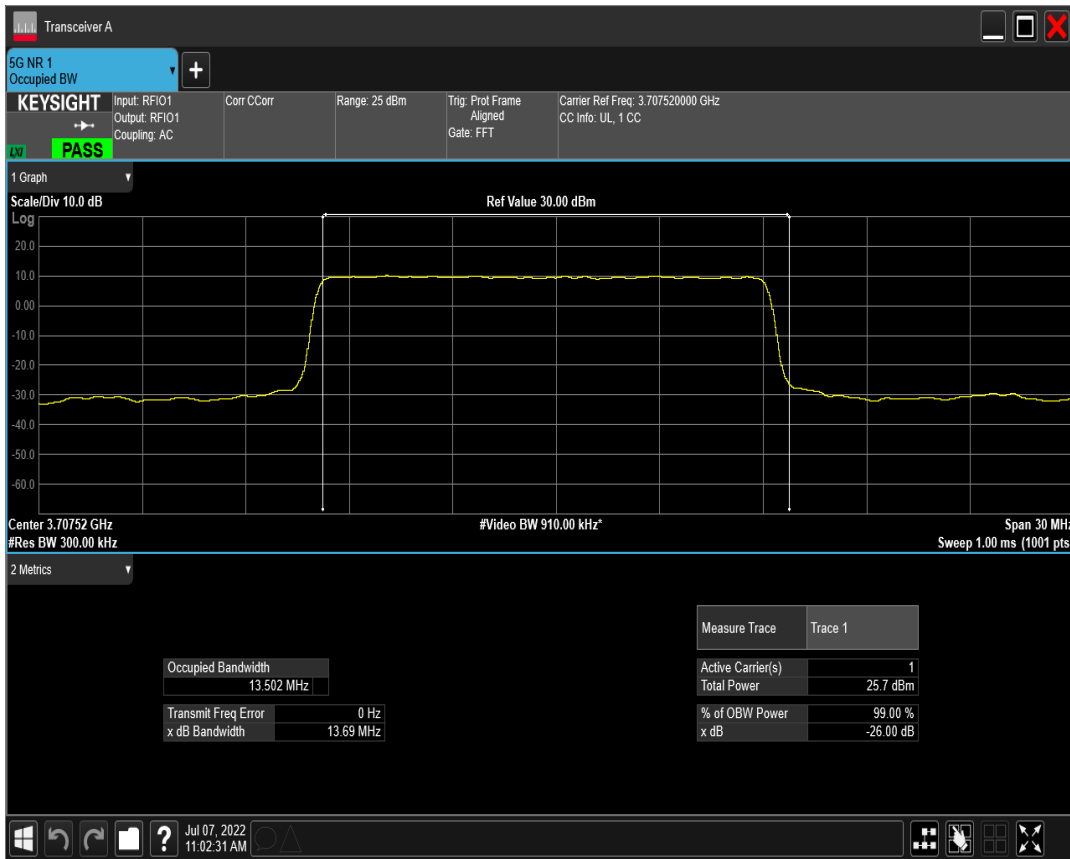 Transceiver A
5G NR 1
Occupied BW
+
KEYSIGHT
LXI
PASS
Input: RFIO1
Output: RFIO1
Coupling: AC
Corr CCorr
Range: 25 dBm
Trig: Prot Frame
Aligned
Gate: FFT
Carrier Ref Freq: 3.707520000 GHz
CC Info: UL, 1 CC
1 Graph
Scale/Div 10.0 dB
Ref Value 30.00 dBm
Log
20.0
10.0
0.00
-10.0
-20.0
-30.0
-40.0
-50.0
-60.0
Center 3.70752 GHz
#Video BW 910.00 kHz*
Span 30 MHz
#Res BW 300.00 kHz
Sweep 1.00 ms (1001 pts
2 Metrics
Measure Trace Trace 1
Occupied Bandwidth
13.502 MHz
Active Carrier(s) 1
Total Power 25.7 dBm
Transmit Freq Error 0 Hz
x dB Bandwidth 13.69 MHz
% of OBW Power 99.00 %
x dB -26.00 dB
?
Jul 07, 2022
11:02:31 AM